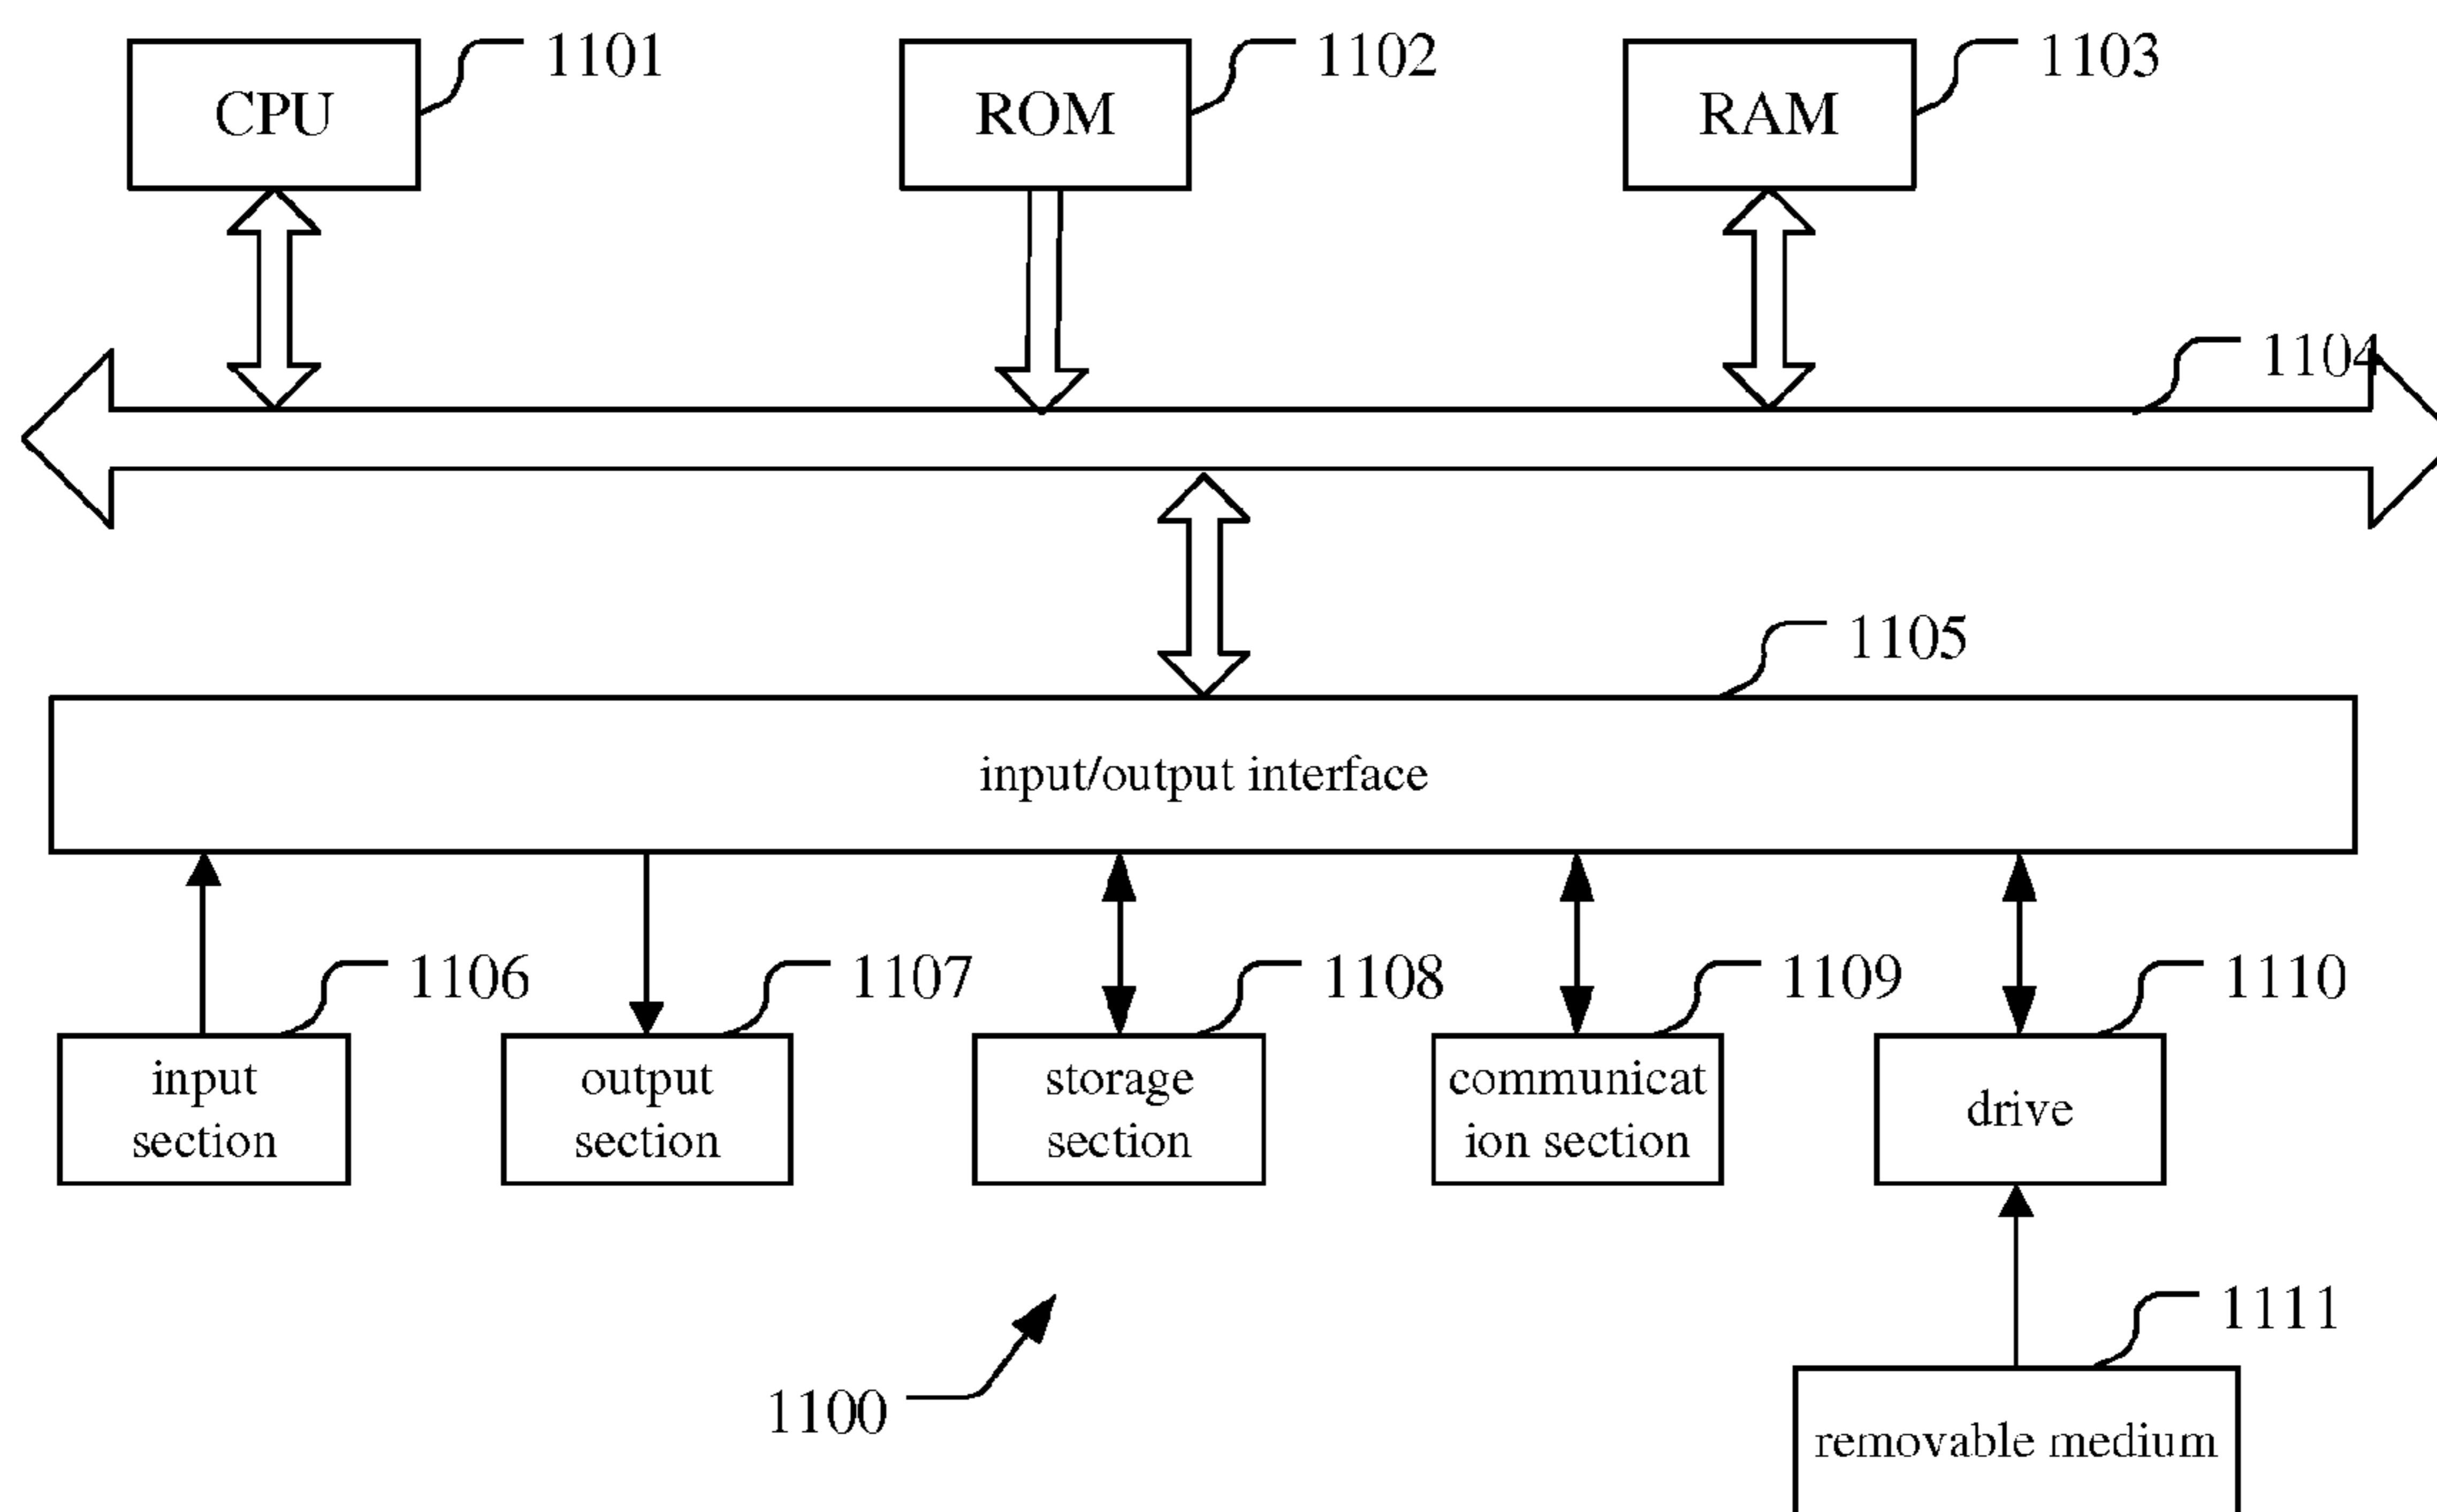 CPU
1101
ROM
1102
RAM
1103
1104
1105
input/output interface
1106
1107
1108
1109
1110
input
section
output
section
storage
section
communicat
ion section
drive
1111
1100
removable medium